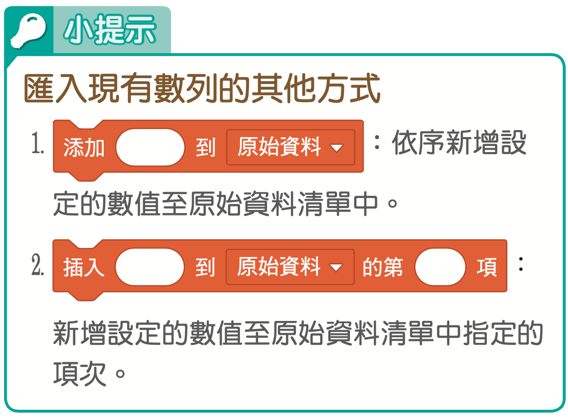 小提示
匯入現有數列的其他方式
1. 添加 到 原始資料 ：依序新增設
定的數值至原始資料清單中。
2. 插入 到 原始資料 的第 項 ：
新增設定的數值至原始資料清單中指定的
項次。